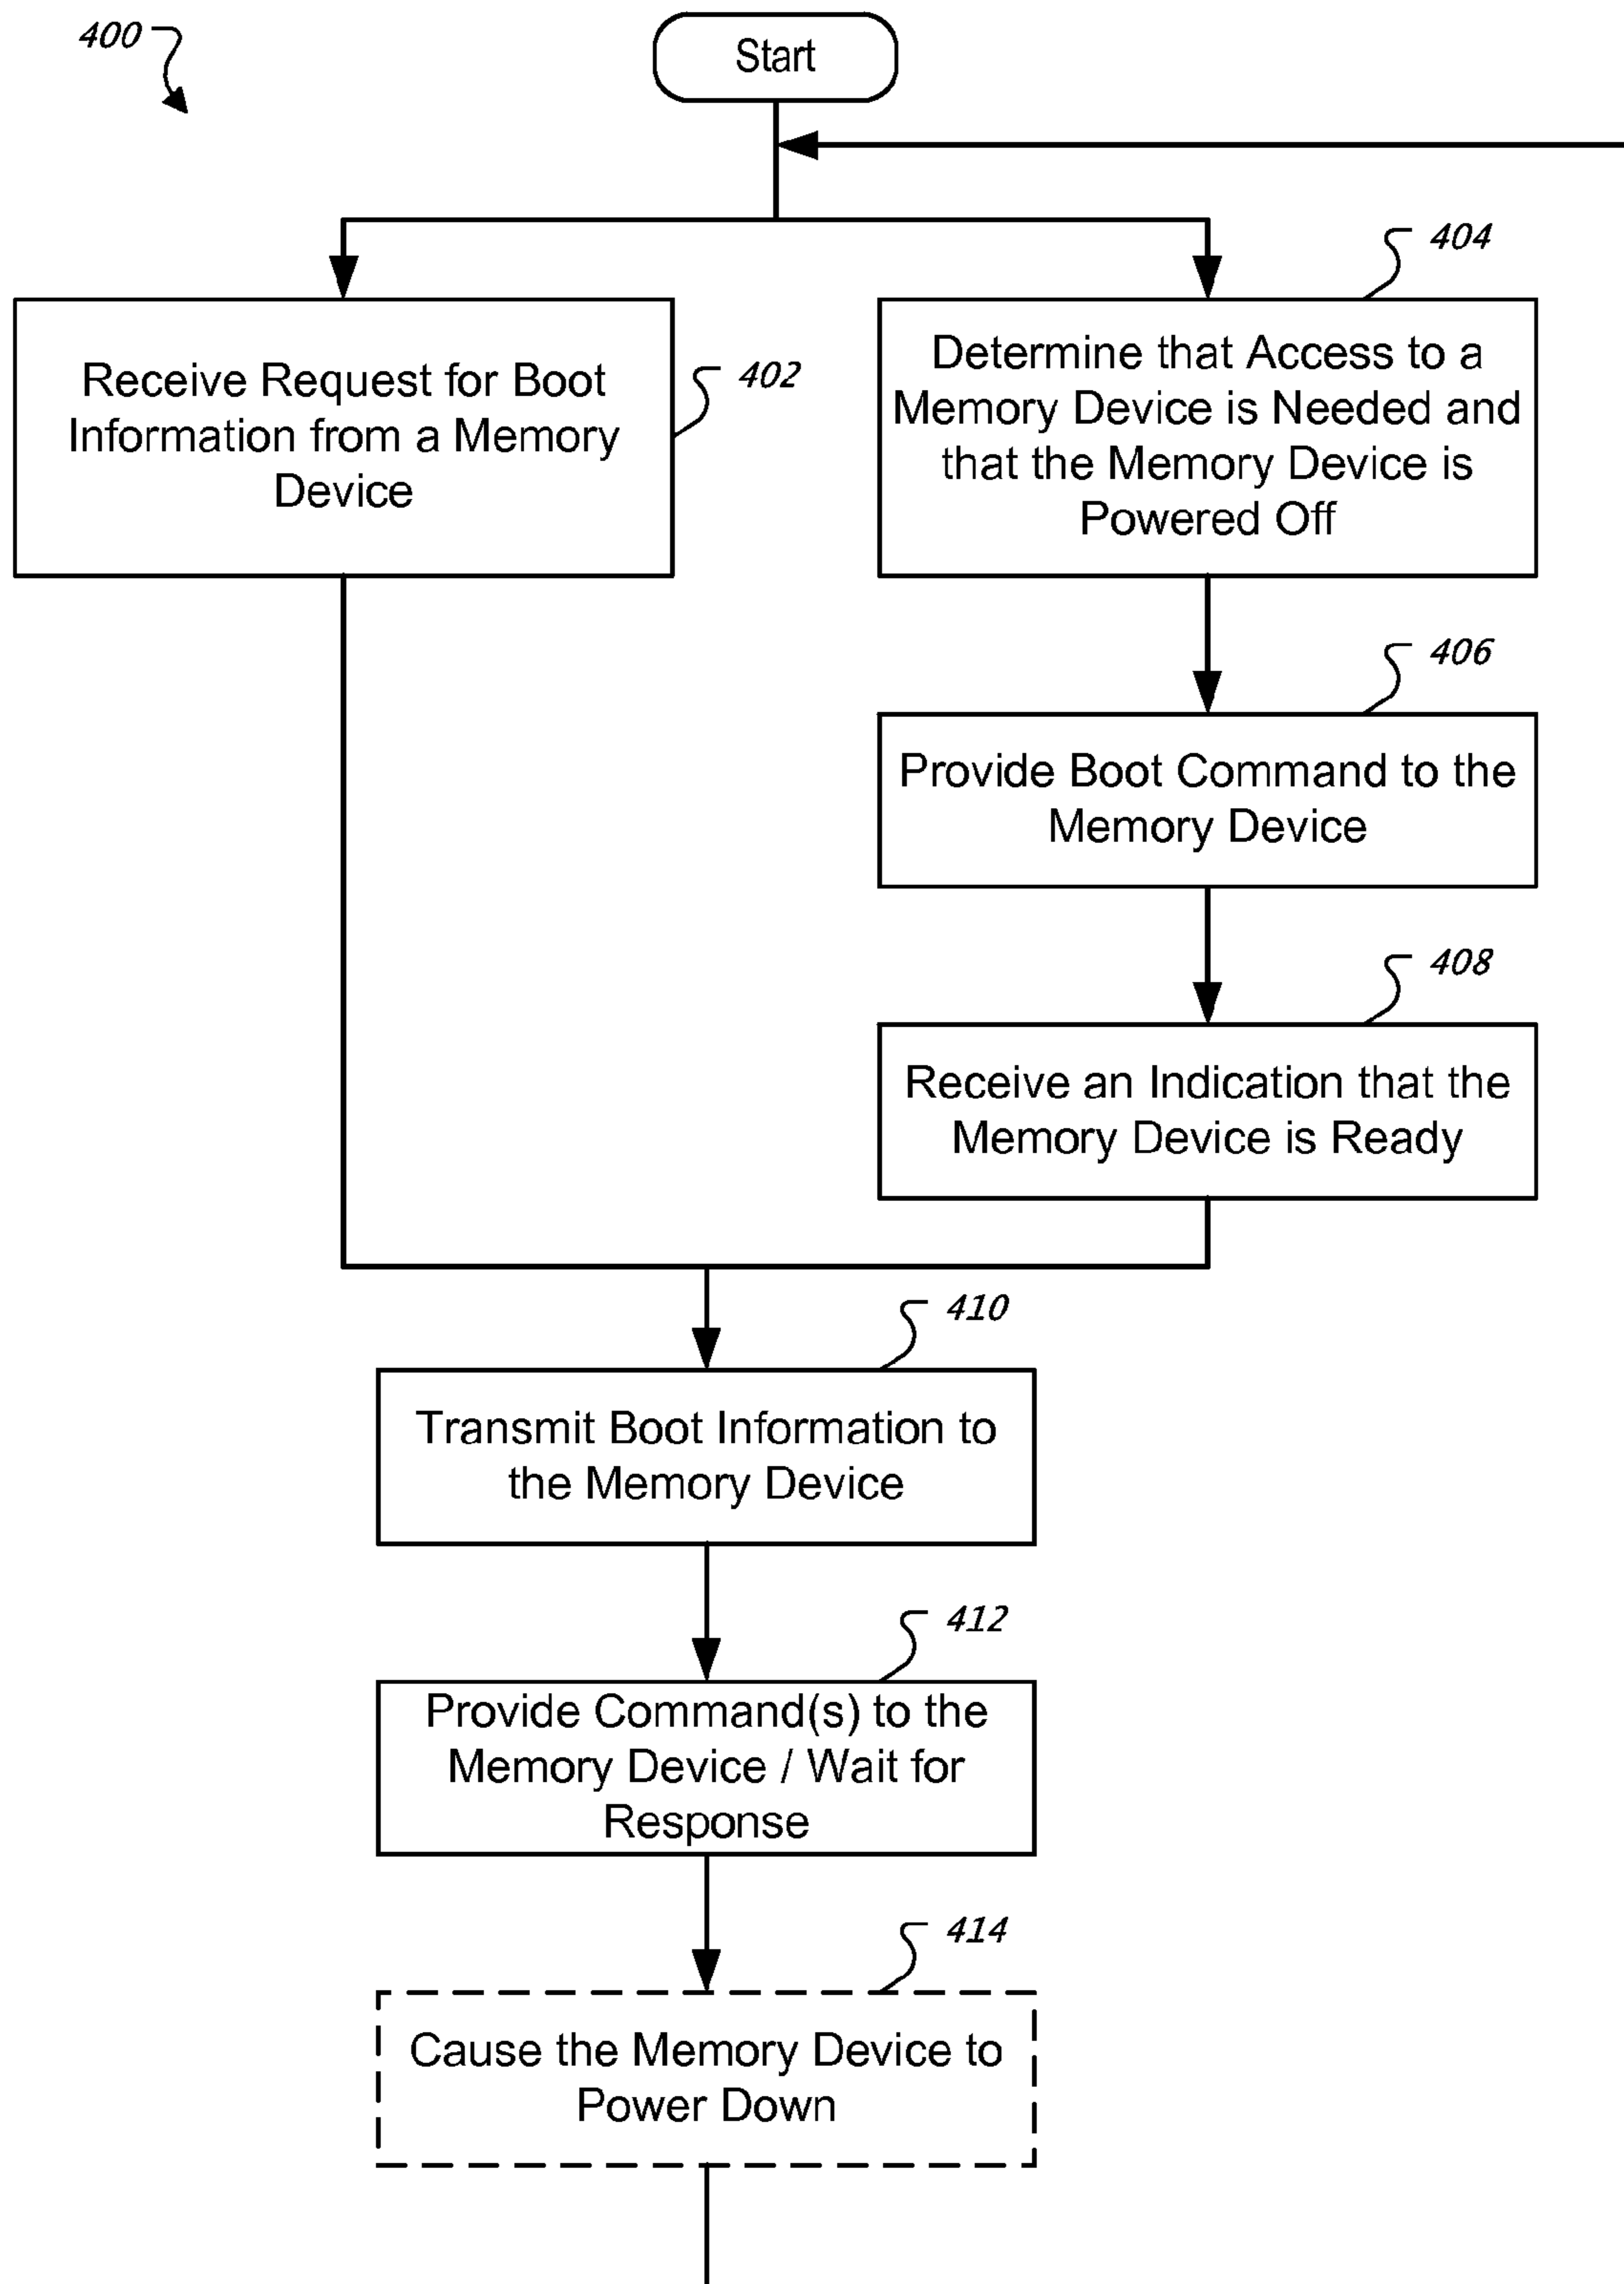 400
Start
404
Receive Request for Boot
Information from a Memory
Device
402
Determine that Access to a
Memory Device is Needed and
that the Memory Device is
Powered Off
406
Provide Boot Command to the
Memory Device
408
Receive an Indication that the
Memory Device is Ready
410
Transmit Boot Information to
the Memory Device
412
Provide Command(s) to the
Memory Device / Wait for
Response
414
Cause the Memory Device to
Power Down